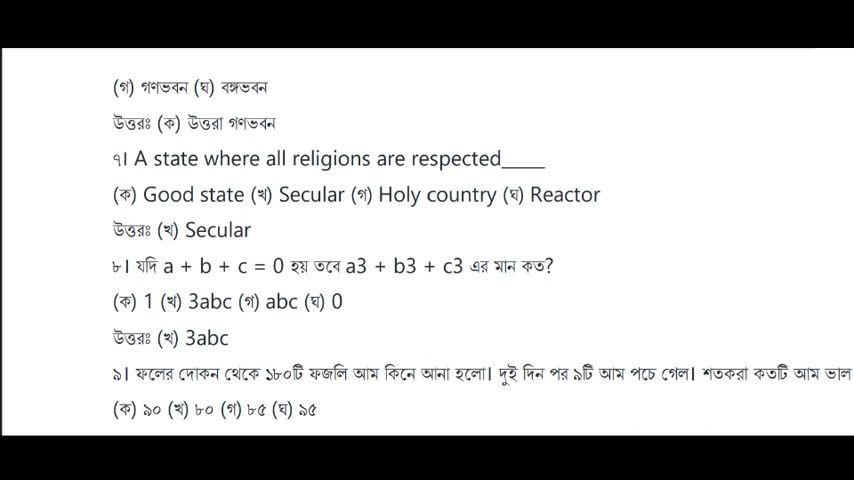 (গ) গণভবন (ঘ) বঙ্গভবন
উত্তরঃ (ক) উত্তরা গণভবন
৭। A state where all religions are respected_____
(ক) Good state (খ) Secular (গ) Holy country (ঘ) Reactor
উত্তরঃ (খ) Secular
৮। যদি a + b + c = 0 হয় তবে a3 + b3 + c3 এর মান কত?
(ক) 1 (খ) 3abc (গ) abc (ঘ) 0
উত্তরঃ (খ) 3abc
৯। ফলের দোকন থেকে ১৮০টি ফজলি আম কিনে আনা হলো। দুই দিন পর ৯টি আম পচে গেল। শতকরা কতটি আম ভাল
(ক) ৯০ (খ) ৮০ (গ) ৮৫ (ঘ) ৯৫